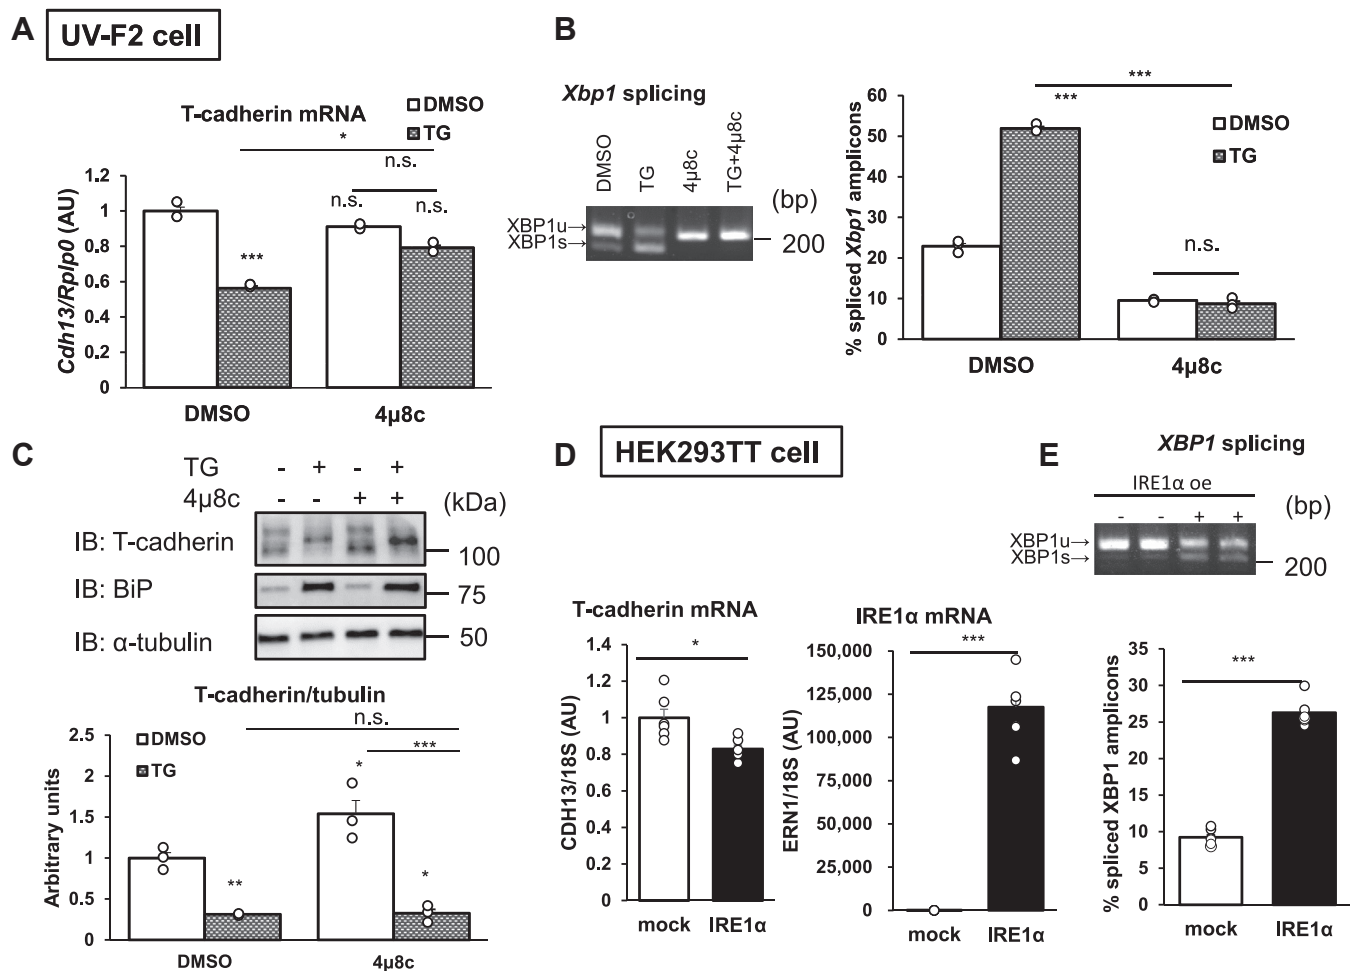 A
UV-F2 cell
T-cadherin mRNA
DMSO
TG
*
n.s.
n.s.
n.s.
***
Cdh13/Rplp0 (AU)
1.2
1
0.8
0.6
0.4
0.2
0
DMSO
4μ8c
B
Xbp1 splicing
DMSO
TG
4μ8c
TG+4μ8c
(bp)
XBP1u→
XBP1s→
200
***
***
DMSO
TG
n.s.
% spliced Xbp1 amplicons
60
50
40
30
20
10
0
DMSO
4μ8c
C
TG - + - +
4μ8c - - + +
(kDa)
IB: T-cadherin
100
IB: BiP
75
IB: α-tubulin
50
T-cadherin/tubulin
DMSO
TG
n.s.
***
*
**
*
Arbitrary units
2.5
2
1.5
1
0.5
0
DMSO
4μ8c
D
HEK293TT cell
T-cadherin mRNA
*
CDH13/18S (AU)
1.4
1.2
1
0.8
0.6
0.4
0.2
0
mock
IRE1α
IRE1α mRNA
***
ERN1/18S (AU)
150,000
125,000
100,000
75,000
50,000
25,000
0
mock
IRE1α
E
XBP1 splicing
IRE1α oe
- - + +
(bp)
XBP1u→
XBP1s→
200
***
% spliced XBP1 amplicons
35
30
25
20
15
10
5
0
mock
IRE1α